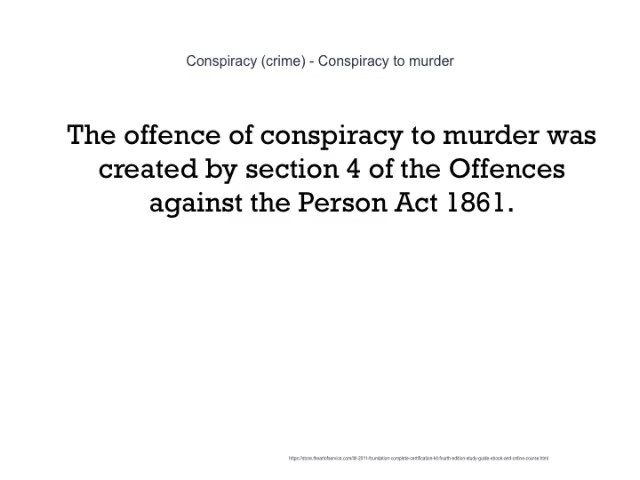 Conspiracy (crime) - Conspiracy to murder
The offence of conspiracy to murder was
created by section 4 of the Offences
against the Person Act 1861.